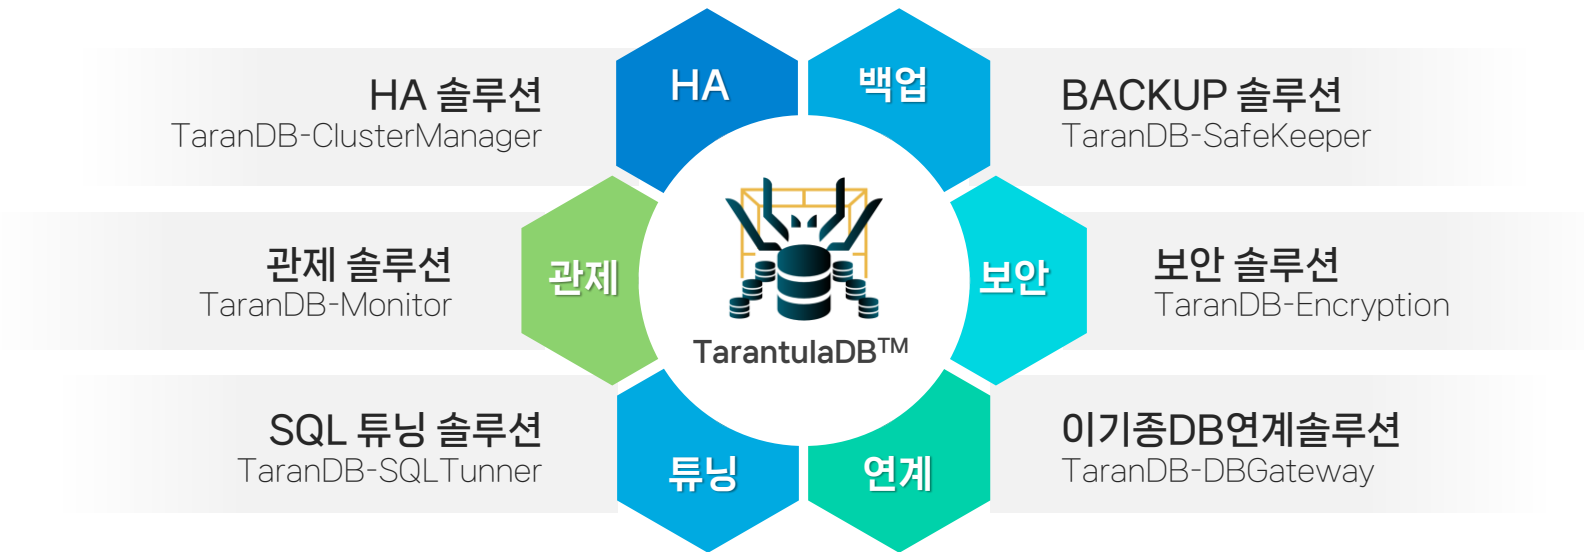 HA
백업
HA 솔루션
TaranDB-ClusterManager
BACKUP 솔루션
TaranDB-SafeKeeper
관제 솔루션
TaranDB-Monitor
관제
TarantulaDB™
보안
보안 솔루션
TaranDB-Encryption
SQL 튜닝 솔루션
TaranDB-SQLTunner
튜닝
연계
이기종DB연계솔루션
TaranDB-DBGateway